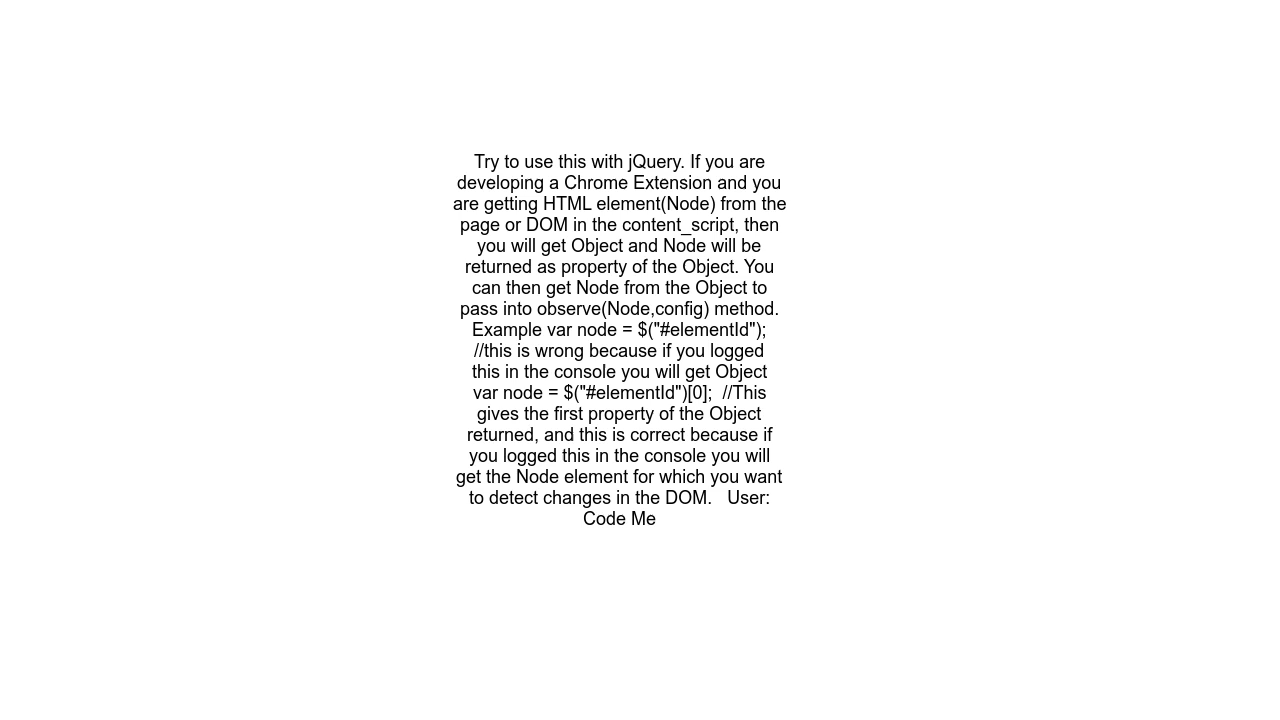 Try to use this with jQuery. If you are
developing a Chrome Extension and you
are getting HTML element(Node) from the
page or DOM in the content_script, then
you will get Object and Node will be
returned as property of the Object. You
can then get Node from the Object to
pass into observe(Node,config) method.
Example var node = $("#elementId");
//this is wrong because if you logged
this in the console you will get Object
var node = $("#elementId")[0];  //This
gives the first property of the Object
returned, and this is correct because if
you logged this in the console you will
get the Node element for which you want
to detect changes in the DOM.   User:
Code Me